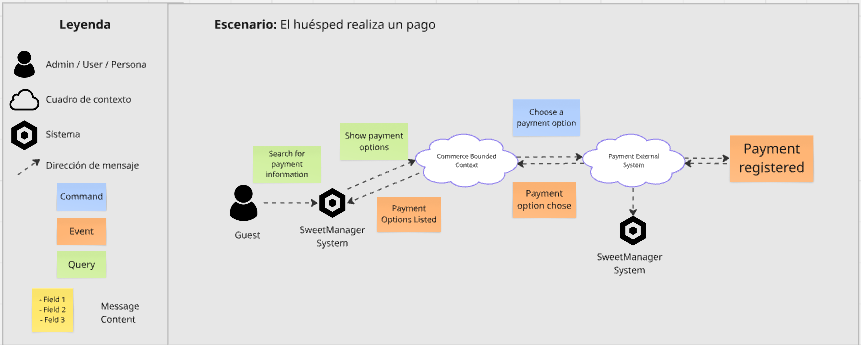 Leyenda
Admin / User / Persona
Cuadro de contexto
Sistema
Dirección de mensaje
Command
Event
Query
- Field 1
- Field 2
- Feld 3
Message
Content
Escenario: El huésped realiza un pago
Search for
payment
information
Guest
SweetManager
System
Show payment
options
Payment
Options Listed
Commerce Bounded
Context
Choose a
payment option
Payment
option chose
Payment External
System
SweetManager
System
Payment
registered